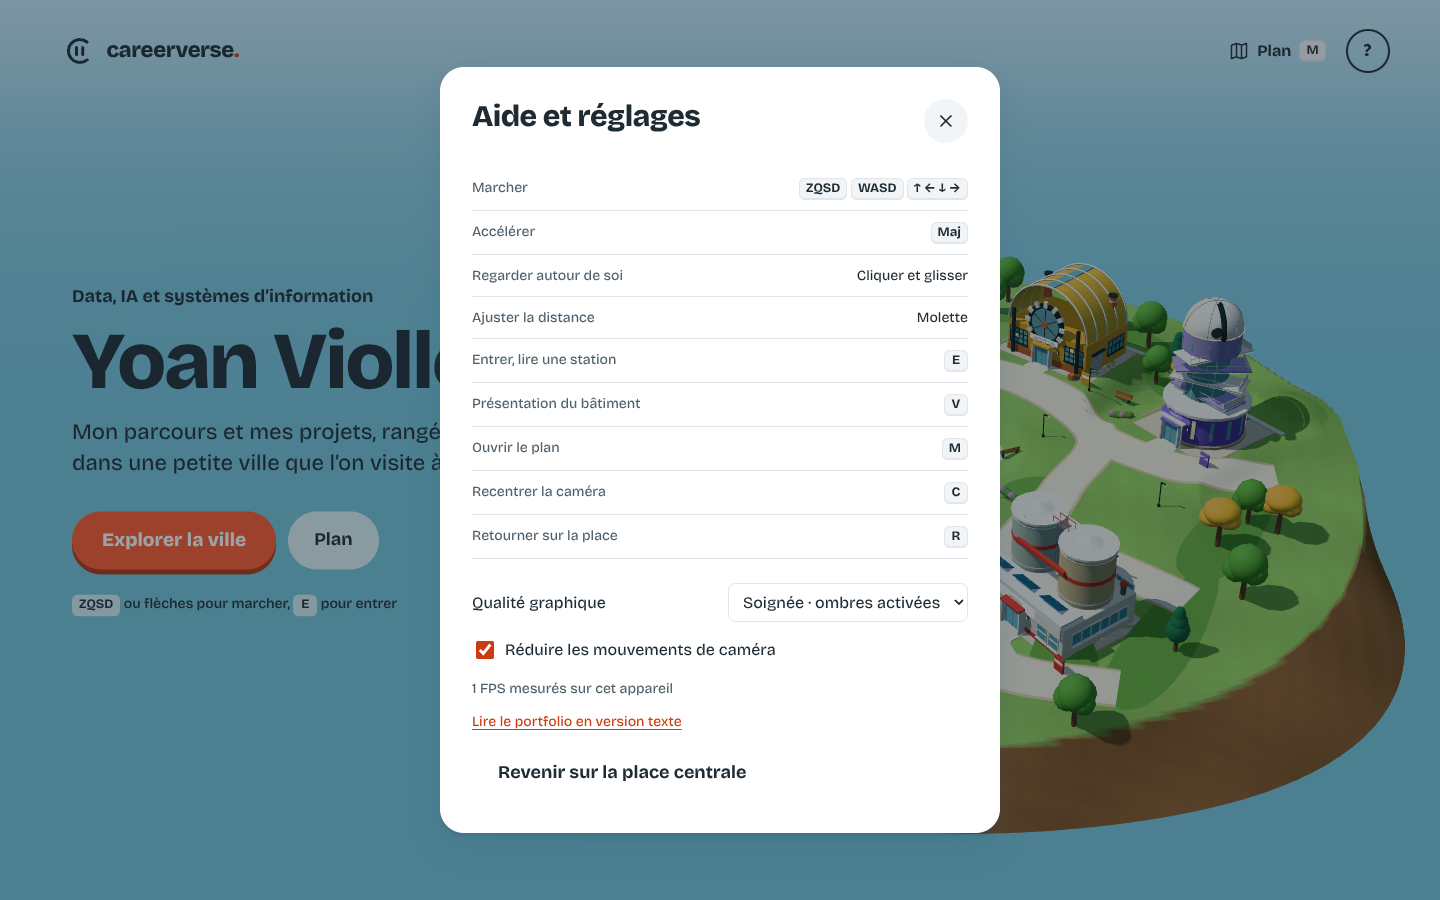 careerverse.
Plan M ?
Aide et réglages
Marcher ZQSD WASD ↑←↓→
Accélérer Maj
Regarder autour de soi Cliquer et glisser
Ajuster la distance Molette
Entrer, lire une station E
Présentation du bâtiment V
Ouvrir le plan M
Recentrer la caméra C
Retourner sur la place R
Qualité graphique Soignée · ombres activées
Réduire les mouvements de caméra
1 FPS mesurés sur cet appareil
Lire le portfolio en version texte
Revenir sur la place centrale
Data, IA et systèmes d’information
Yoan Violl
Mon parcours et mes projets, rangé
dans une petite ville que l’on visite à
Explorer la ville Plan
ZQSD ou flèches pour marcher, E pour entrer